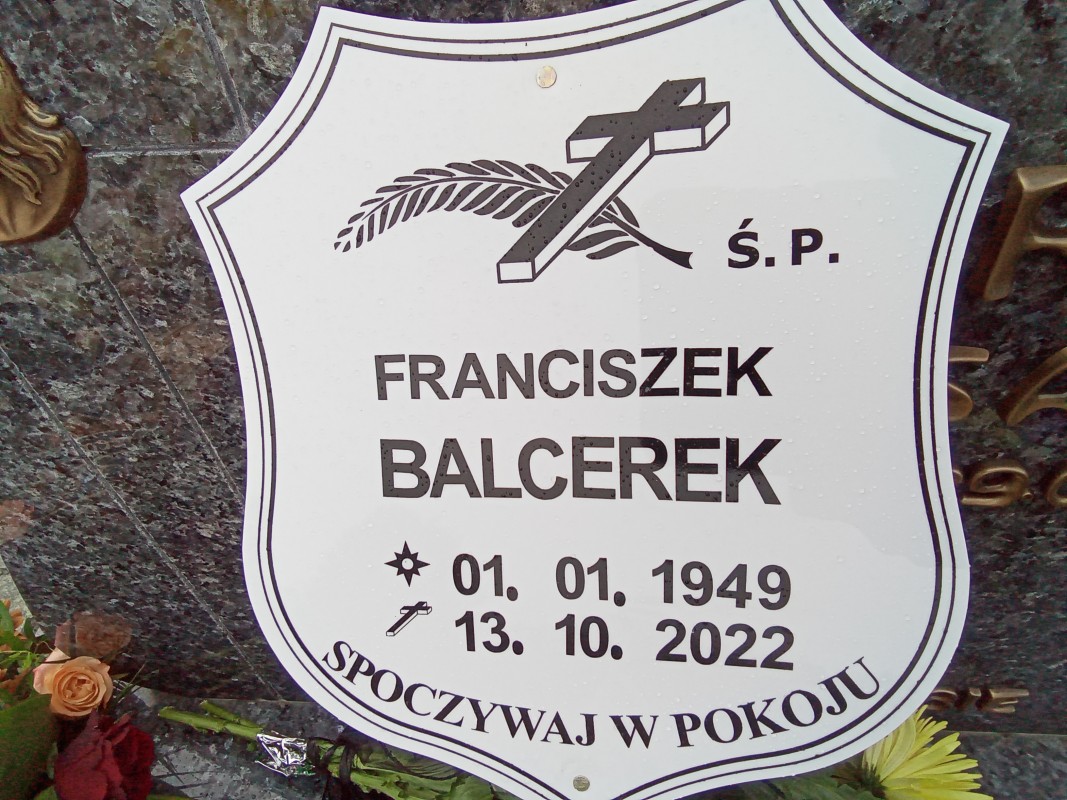 Ś. P.
FRANCISZEK
BALCEREK
01. 01. 1949
13. 10. 2022
SPOCZYWAJ W POKOJU